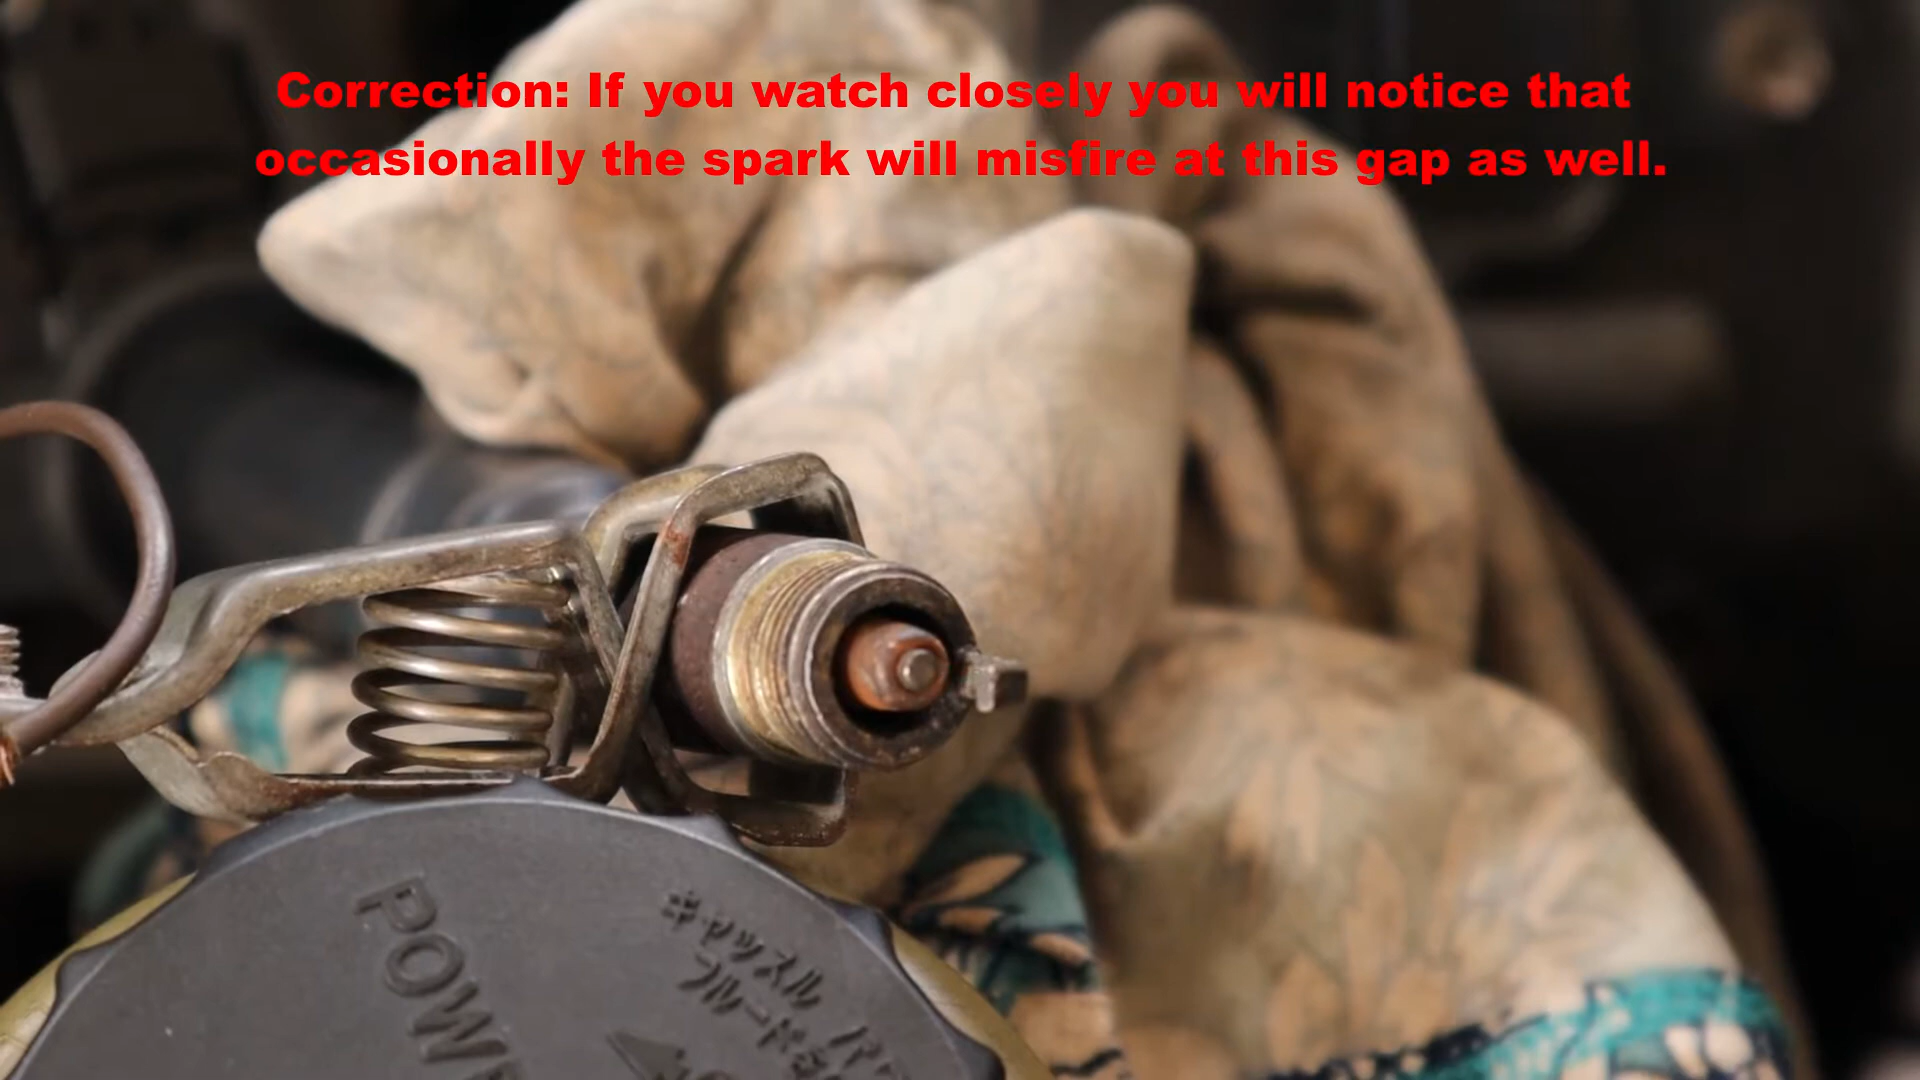 Correction: If you watch closely you will notice that
occasionally the spark will misfire at this gap as well.
キャッスル
フルード